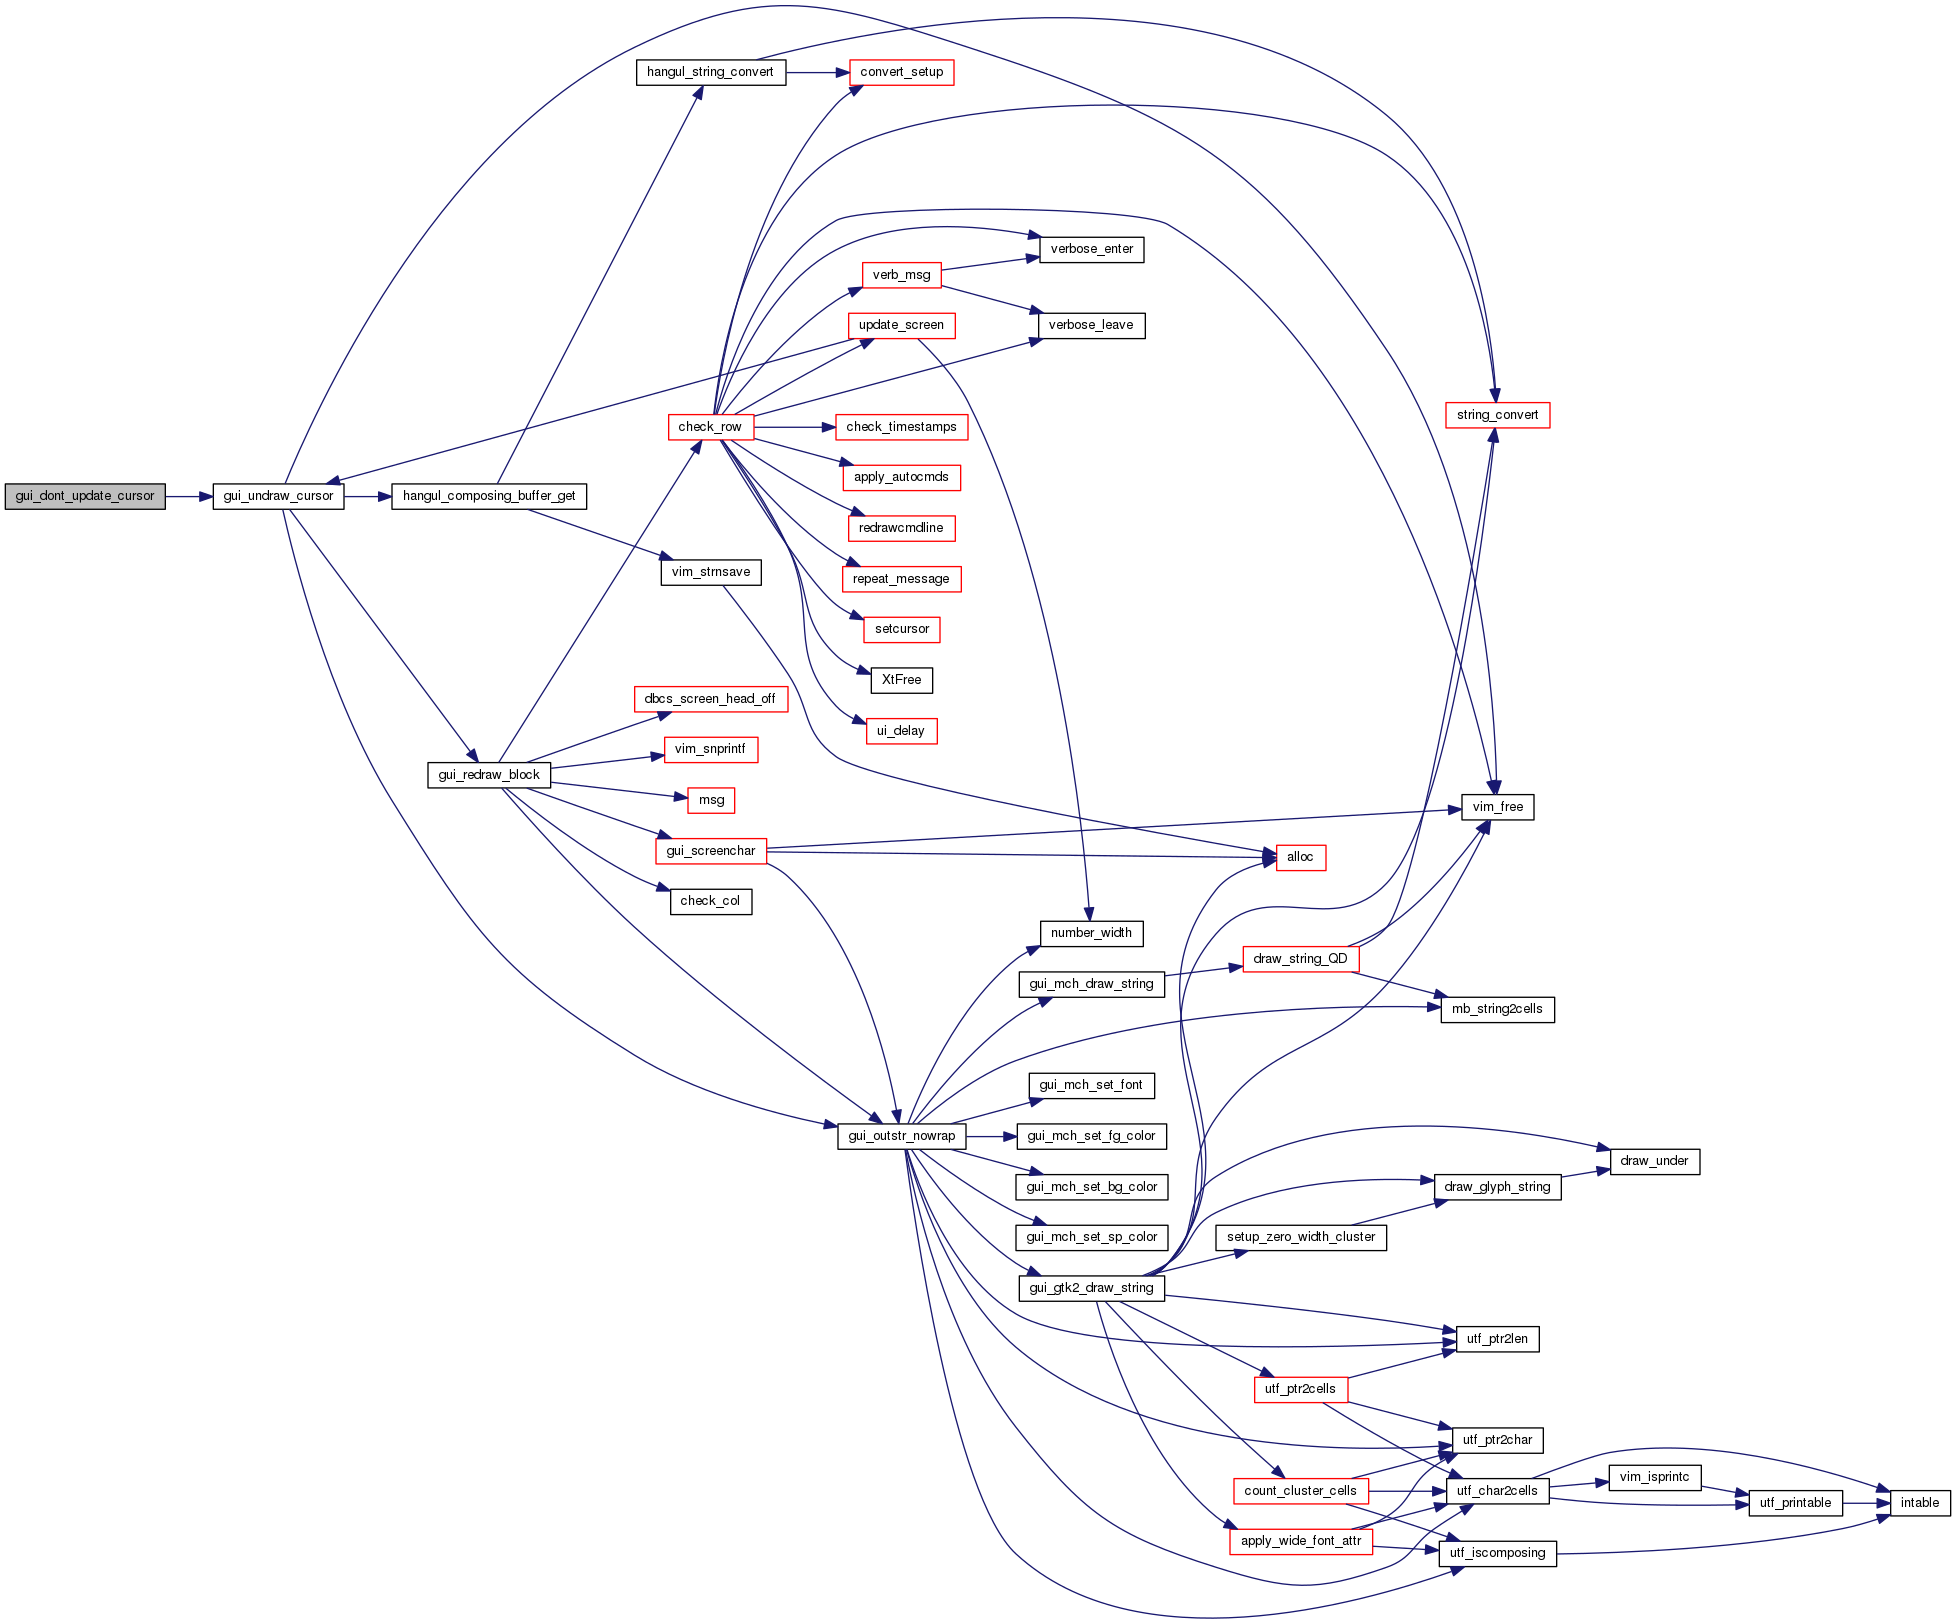 hangul_string_convert
convert_setup
verbose_enter
verb_msg
update_screen
verbose_leave
string_convert
check_row
check_timestamps
apply_autocmds
gui_dont_update_cursor
gui_undraw_cursor
hangul_composing_buffer_get
redrawcmdline
vim_strnsave
repeat_message
setcursor
XtFree
dbcs_screen_head_off
ui_delay
vim_snprintf
gui_redraw_block
msg
vim_free
gui_screenchar
alloc
check_col
number_width
draw_string_QD
gui_mch_draw_string
mb_string2cells
gui_mch_set_font
gui_outstr_nowrap
gui_mch_set_fg_color
draw_under
gui_mch_set_bg_color
draw_glyph_string
gui_mch_set_sp_color
setup_zero_width_cluster
gui_gtk2_draw_string
utf_ptr2len
utf_ptr2cells
utf_ptr2char
vim_isprintc
count_cluster_cells
utf_char2cells
utf_printable
intable
apply_wide_font_attr
utf_iscomposing